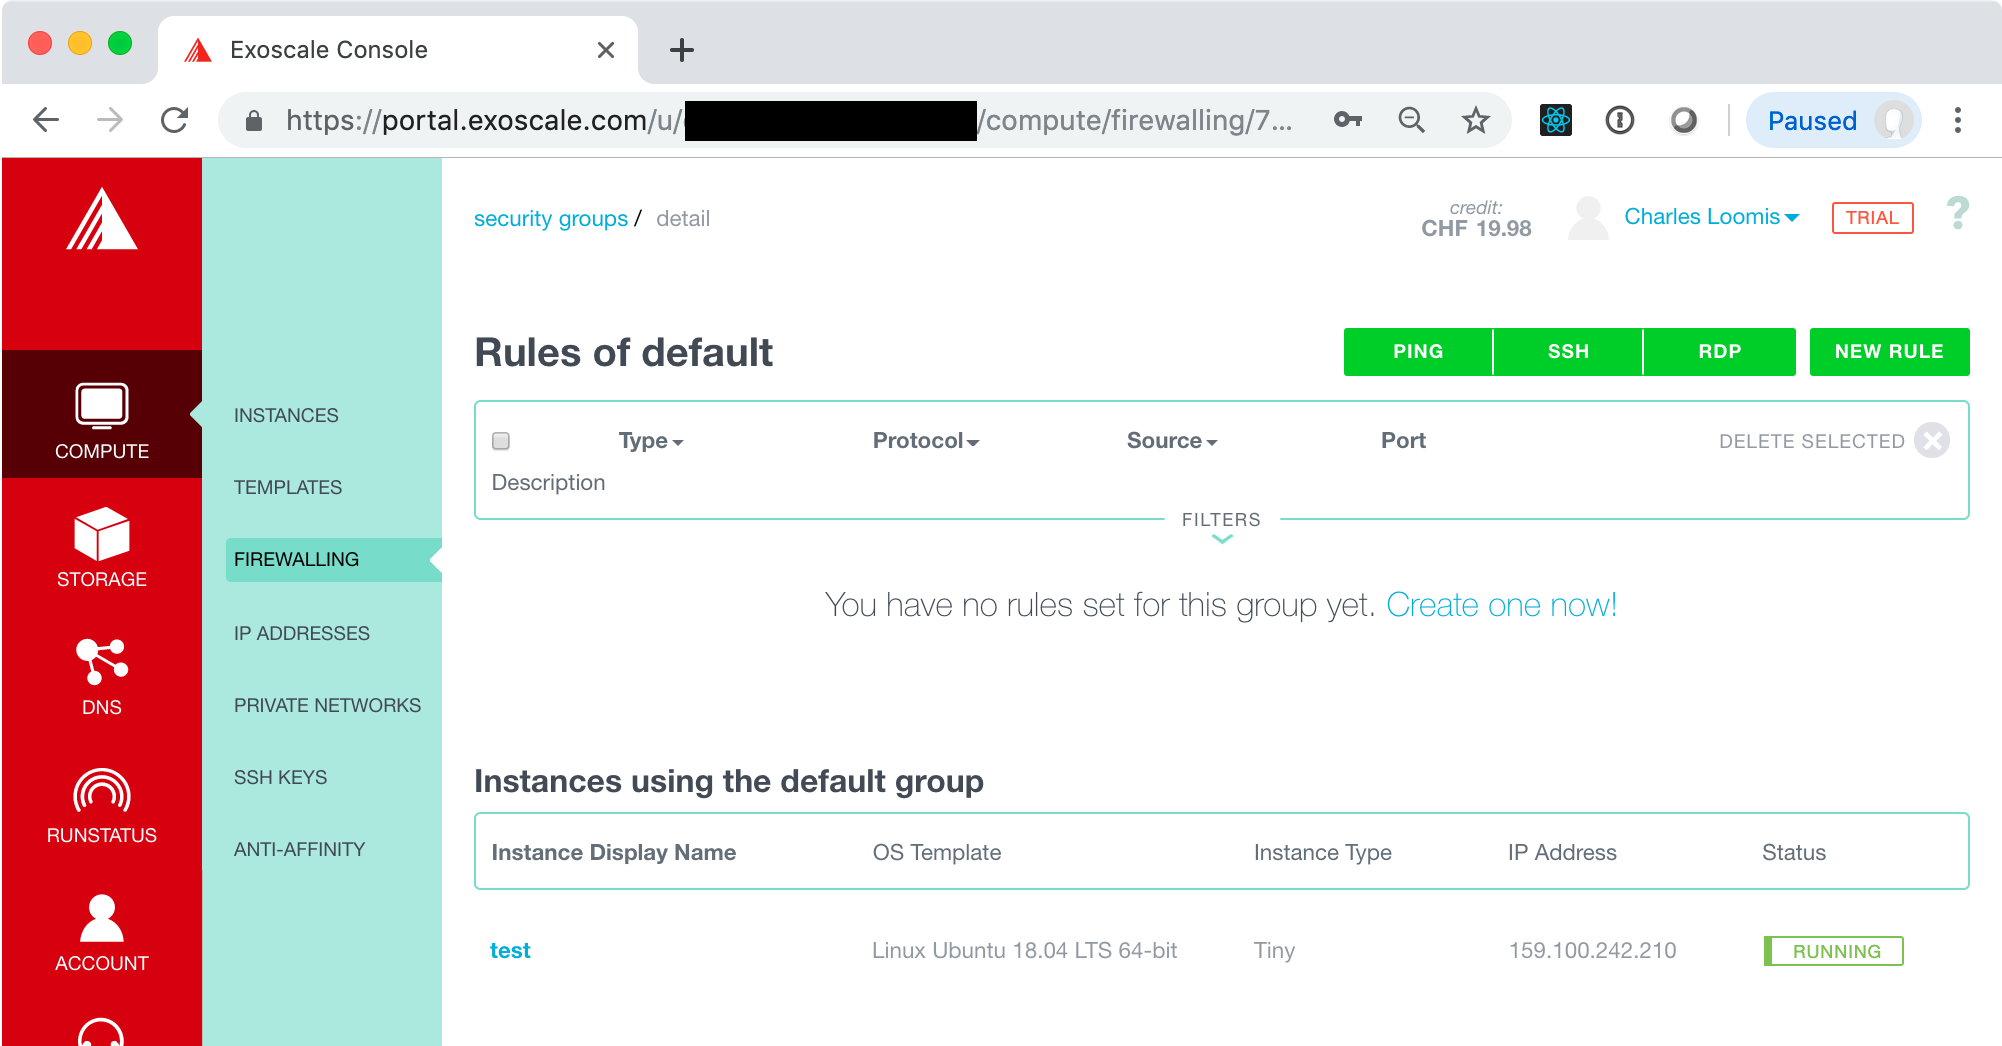 Exoscale Console
https://portal.exoscale.com/u/ /compute/firewalling/7...
Paused
security groups / detail
credit:
CHF 19.98
Charles Loomis
TRIAL
?
Rules of default
PING
SSH
RDP
NEW RULE
Type
Protocol
Source
Port
DELETE SELECTED
Description
FILTERS
You have no rules set for this group yet. Create one now!
COMPUTE
STORAGE
DNS
RUNSTATUS
ACCOUNT
INSTANCES
TEMPLATES
FIREWALLING
IP ADDRESSES
PRIVATE NETWORKS
SSH KEYS
ANTI-AFFINITY
Instances using the default group
Instance Display Name
OS Template
Instance Type
IP Address
Status
test
Linux Ubuntu 18.04 LTS 64-bit
Tiny
159.100.242.210
RUNNING